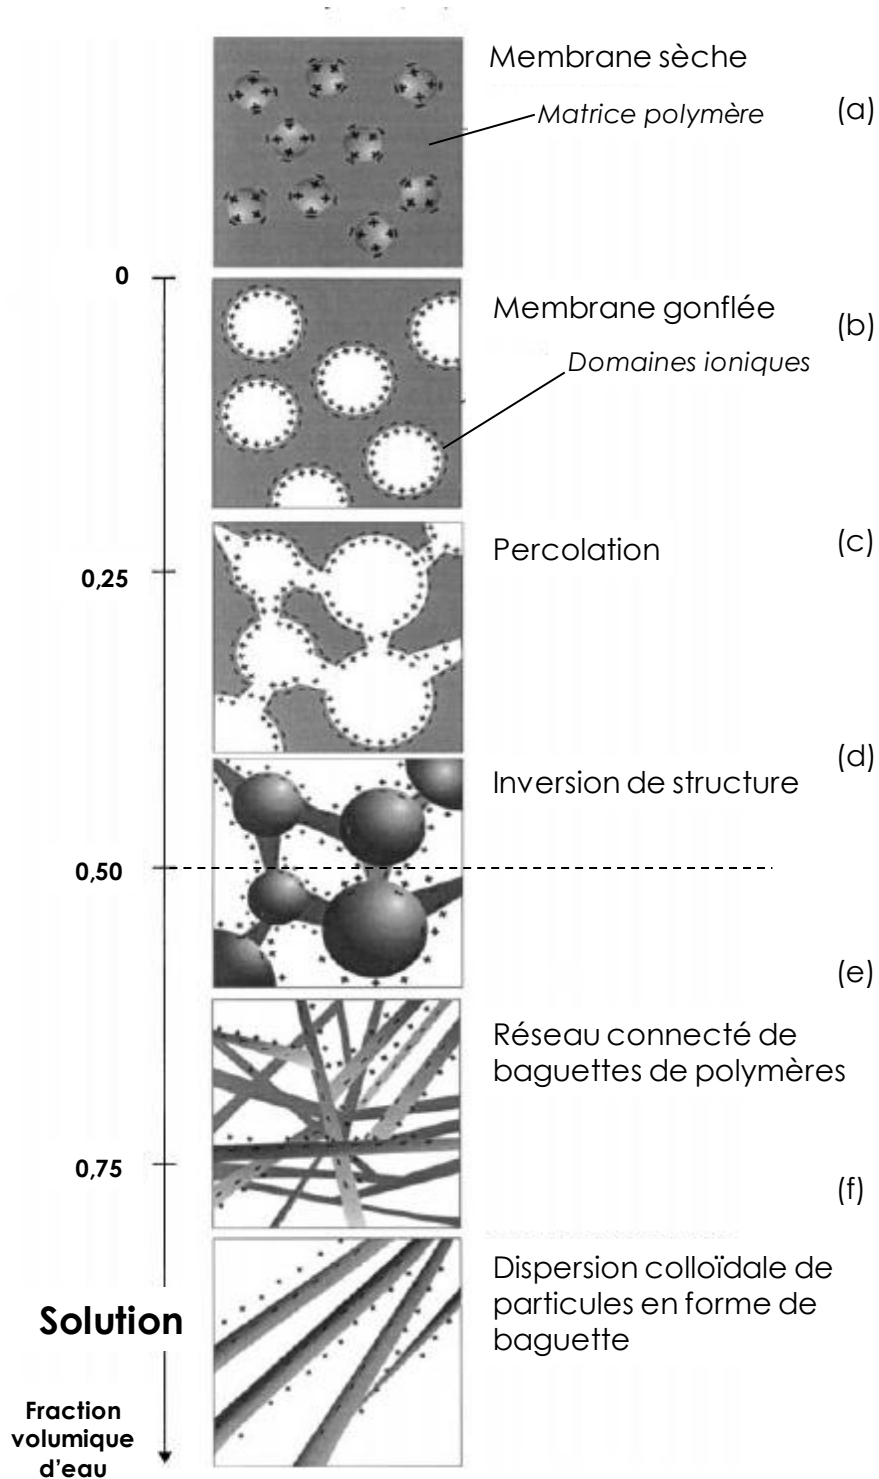 Membrane sèche
Matrice polymère
(a)
0
Membrane gonflée
(b)
Domaines ioniques
Percolation
(c)
0,25
Inversion de structure
(d)
0,50
(e)
Réseau connecté de
baguettes de polymères
0,75
(f)
Dispersion colloïdale de
particules en forme de
baguette
Solution
Fraction
volumique
d'eau